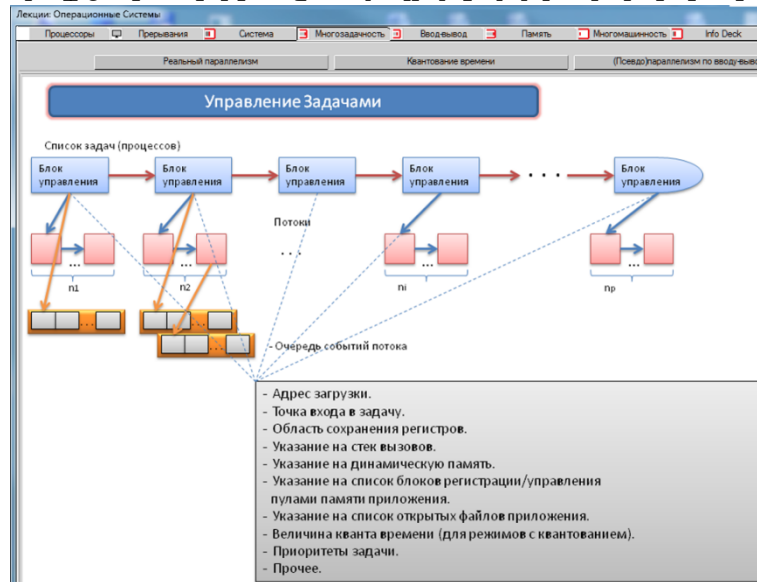 Лекции: Операционные Системы
Процессоры Прерывания Система Многозадачность Ввод-вывод Память Многомашинность Info Deck
Реальный параллелизм Квантование времени (Псевдо)параллелизм по вводу-выво
Управление Задачами
Список задач (процессов)
Блок управления
Блок управления
Блок управления
Блок управления
. . .
Блок управления
Потоки
. . .
... ... ... ...
n1 n2 ni np
... ...
...
- Очередь событий потока
- Адрес загрузки.
- Точка входа в задачу.
- Область сохранения регистров.
- Указание на стек вызовов.
- Указание на динамическую память.
- Указание на список блоков регистрации/управления
пулами памяти приложения.
- Указание на список открытых файлов приложения.
- Величина кванта времени (для режимов с квантованием).
- Приоритеты задачи.
- Прочее.